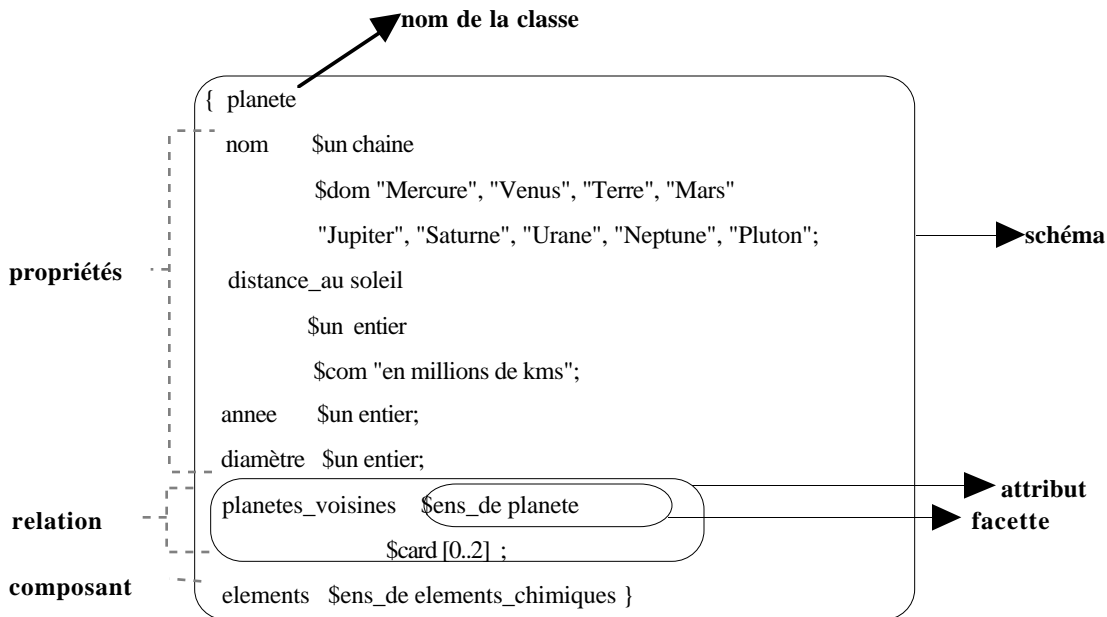 nom de la classe
{ planete
nom $un chaine
$dom "Mercure", "Venus", "Terre", "Mars"
"Jupiter", "Saturne", "Urane", "Neptune", "Pluton";
schéma
propriétés
distance_au soleil
$un entier
$com "en millions de kms";
annee $un entier;
diamètre $un entier;
attribut
planetes_voisines $ens_de planete
relation
facette
$card [0..2] ;
composant
elements $ens_de elements_chimiques }